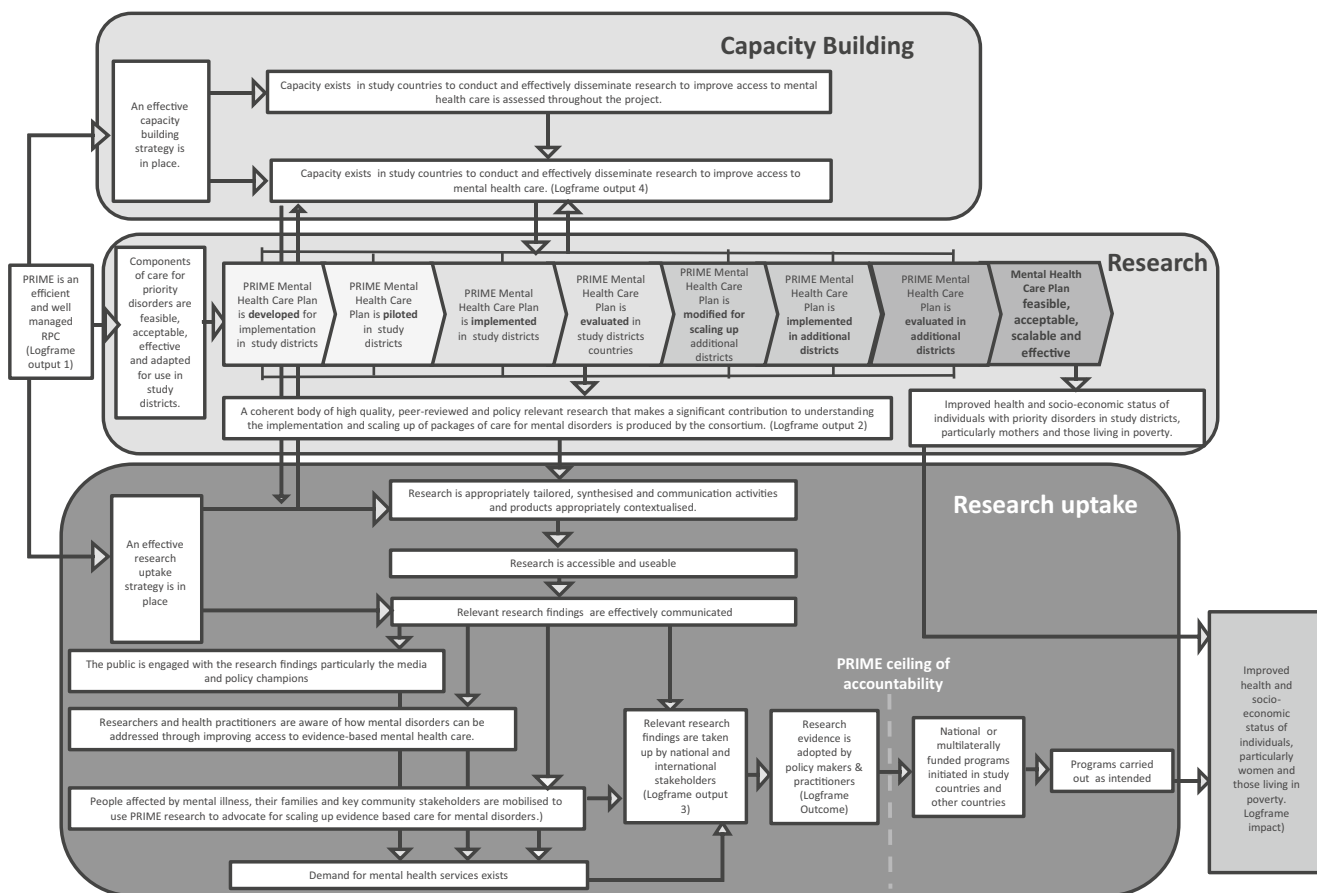 Capacity Building
An effective
capacity
building
strategy is
in place.
Capacity exists in study countries to conduct and effectively disseminate research to improve access to mental
health care is assessed throughout the project.
Capacity exists in study countries to conduct and effectively disseminate research to improve access to
mental health care. (Logframe output 4)
PRIME is an
efficient
and well
managed
RPC
(Logframe
output 1)
Research
Components
of care for
priority
disorders are
feasible,
acceptable,
effective
and adapted
for use in
study
districts.
PRIME Mental
Health Care Plan
is developed for
implementation
in study districts
PRIME Mental
Health Care
Plan is piloted
in study
districts
PRIME Mental
Health Care Plan
is implemented
in study districts
PRIME Mental
Health Care
Plan is
evaluated in
study districts
countries
PRIME Mental
Health Care
Plan is
modified for
scaling up
additional
districts
PRIME Mental
Health Care
Plan is
implemented
in additional
districts
PRIME Mental
Health Care
Plan is
evaluated in
additional
districts
Mental Health
Care Plan
feasible,
acceptable,
scalable and
effective
A coherent body of high quality, peer-reviewed and policy relevant research that makes a significant contribution to understanding
the implementation and scaling up of packages of care for mental disorders is produced by the consortium. (Logframe output 2)
Improved health and socio-economic status of
individuals with priority disorders in study districts,
particularly mothers and those living in poverty.
Research uptake
An effective
research
uptake
strategy is in
place
Research is appropriately tailored, synthesised and communication activities
and products appropriately contextualised.
Research is accessible and useable
Relevant research findings are effectively communicated
The public is engaged with the research findings particularly the media
and policy champions
Researchers and health practitioners are aware of how mental disorders can be
addressed through improving access to evidence-based mental health care.
People affected by mental illness, their families and key community stakeholders are mobilised to
use PRIME research to advocate for scaling up evidence based care for mental disorders.)
Demand for mental health services exists
Relevant research
findings are taken
up by national and
international
stakeholders
(Logframe output
3)
Research
evidence is
adopted by
policy makers &
practitioners
(Logframe
Outcome)
PRIME ceiling of
accountability
National or
multilaterally
funded programs
initiated in study
countries and
other countries
Programs carried
out as intended
Improved
health and
socio-
economic
status of
individuals,
particularly
women and
those living in
poverty.
Logframe
impact)